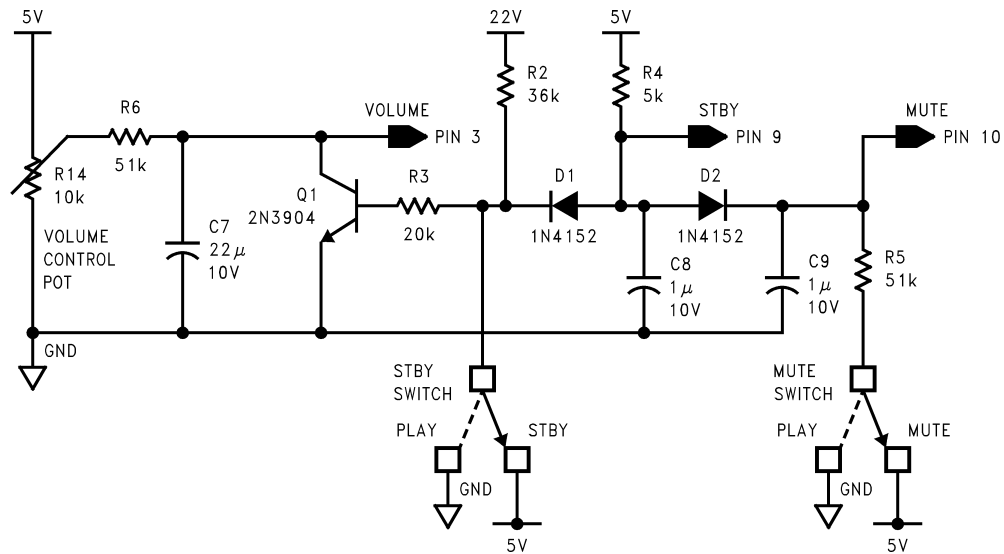 5V
22V
5V
R2
36k
R4
5k
R6
51k
VOLUME
PIN 3
STBY
PIN 9
MUTE
PIN 10
R14
10k
Q1
2N3904
R3
20k
D1
1N4152
D2
1N4152
VOLUME
CONTROL
POT
C7
22µ
10V
C8
1µ
10V
C9
1µ
10V
R5
51k
GND
STBY
SWITCH
MUTE
SWITCH
PLAY
STBY
PLAY
MUTE
GND
GND
5V
5V